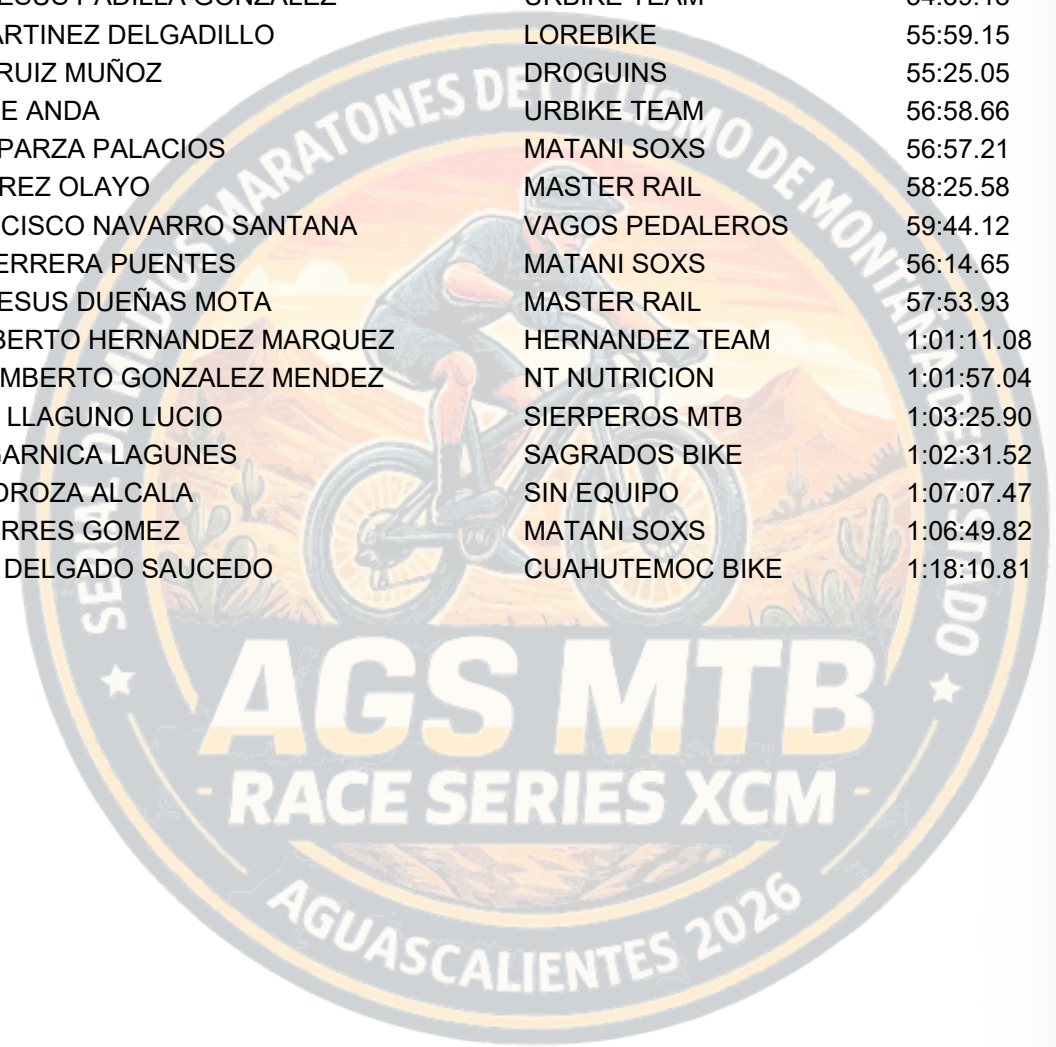 MARTINEZ DELGADILLO LOREBIKE 55:59.15
RUIZ MUÑOZ DROGUINS 55:25.05
DE ANDA URBIKE TEAM 56:58.66
PARZA PALACIOS MATANI SOXS 56:57.21
REZ OLAYO MASTER RAIL 58:25.58
CISCO NAVARRO SANTANA VAGOS PEDALEROS 59:44.12
ERRERA PUENTES MATANI SOXS 56:14.65
ESUS DUEÑAS MOTA MASTER RAIL 57:53.93
BERTO HERNANDEZ MARQUEZ HERNANDEZ TEAM 1:01:11.08
MBERTO GONZALEZ MENDEZ NT NUTRICION 1:01:57.04
LLAGUNO LUCIO SIERPEROS MTB 1:03:25.90
GARNICA LAGUNES SAGRADOS BIKE 1:02:31.52
DROZA ALCALA SIN EQUIPO 1:07:07.47
RRES GOMEZ MATANI SOXS 1:06:49.82
DELGADO SAUCEDO CUAHUTEMOC BIKE 1:18:10.81
AGS MTB
- RACE SERIES XCM -
AGUASCALIENTES 2026